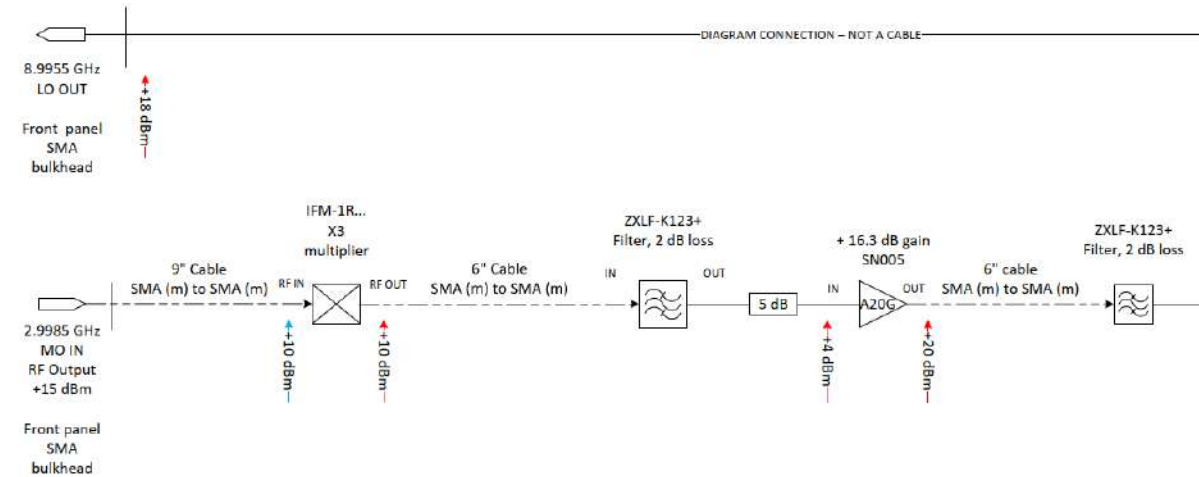 DIAGRAM CONNECTION – NOT A CABLE
8.9955 GHz
LO OUT
Front panel
SMA
bulkhead
+18 dBm
IFM-1R...
X3
multiplier
ZXLF-K123+
Filter, 2 dB loss
+ 16.3 dB gain
SN005
ZXLF-K123+
Filter, 2 dB loss
9" Cable
SMA (m) to SMA (m)
RF IN
RF OUT
6" Cable
SMA (m) to SMA (m)
IN
OUT
5 dB
IN
A20G
OUT
6" cable
SMA (m) to SMA (m)
2.9985 GHz
MO IN
RF Output
+15 dBm
Front panel
SMA
bulkhead
+10 dBm
+10 dBm
+4 dBm
+20 dBm